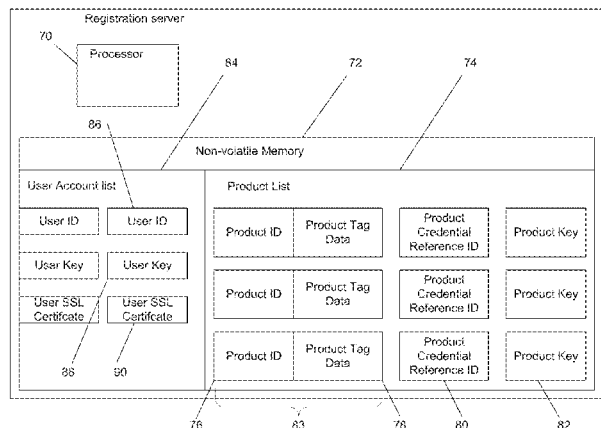 Registration server
70
Processor
84
72
74
86
Non-volatile Memory
User Account list
Product List
User ID
User ID
Product ID
Product Tag
Data
Product
Credential
Reference ID
Product Key
User Key
User Key
Product ID
Product Tag
Data
Product
Credential
Reference ID
Product Key
User SSL
Certifcate
User SSL
Certifcate
Product ID
Product Tag
Data
Product
Credential
Reference ID
Product Key
88
90
76
83
78
80
82